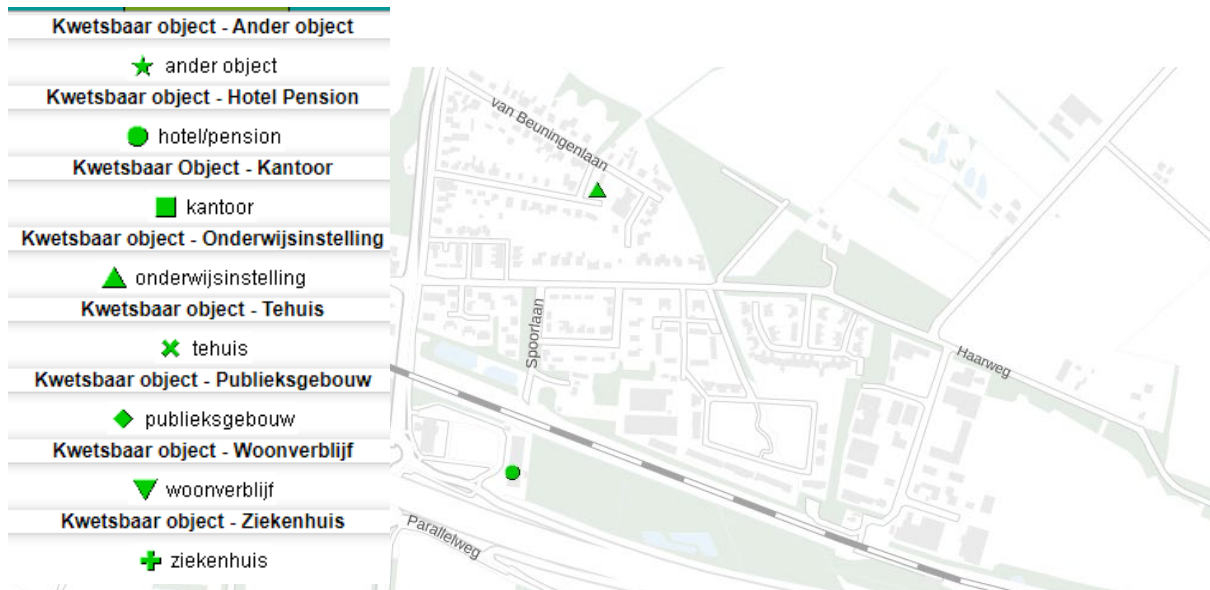 Kwetsbaar object - Ander object
ander object
Kwetsbaar object - Hotel Pension
hotel/pension
Kwetsbaar Object - Kantoor
kantoor
Kwetsbaar object - Onderwijsinstelling
onderwijsinstelling
Kwetsbaar object - Tehuis
tehuis
Kwetsbaar object - Publieksgebouw
publieksgebouw
Kwetsbaar object - Woonverblijf
woonverblijf
Kwetsbaar object - Ziekenhuis
ziekenhuis
van Beuningenlaan
Spoorlaan
Haarweg
Parallelweg